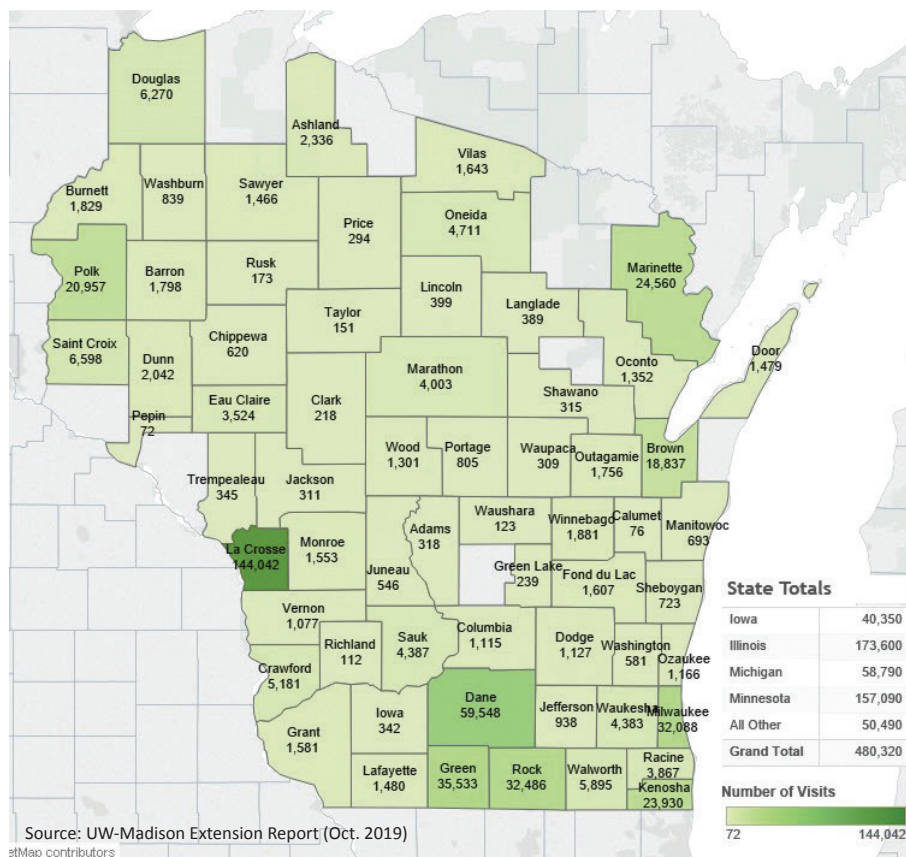 Douglas
6,270
Ashland
2,336
Vilas
1,643
Burnett
1,829
Washburn
839
Sawyer
1,466
Price
294
Oneida
4,711
Polk
20,957
Barron
1,798
Rusk
173
Marinette
24,560
Lincoln
399
Langlade
389
Taylor
151
Saint Croix
6,598
Dunn
2,042
Chippewa
620
Door
1,479
Oconto
1,352
Marathon
4,003
Shawano
315
Eau Claire
3,524
Clark
218
Pepin
72
Wood
1,301
Portage
805
Waupaca
309
Outagamie
1,756
Brown
18,837
Trempealeau
345
Jackson
311
Waushara
123
Winnebago
1,881
Calumet
76
Manitowoc
693
Adams
318
La Crosse
144,042
Monroe
1,553
Juneau
546
Green Lake
239
Fond du Lac
1,607
Sheboygan
723
Vernon
1,077
Richland
112
Sauk
4,387
Columbia
1,115
Dodge
1,127
Washington
581
Ozaukee
1,166
Crawford
5,181
Dane
59,548
Jefferson
938
Waukesha
4,383
Milwaukee
32,088
Grant
1,581
Iowa
342
Lafayette
1,480
Green
35,533
Rock
32,486
Walworth
5,895
Racine
3,867
Kenosha
23,930
State Totals
Iowa 40,350
Illinois 173,600
Michigan 58,790
Minnesota 157,090
All Other 50,490
Grand Total 480,320
Number of Visits
72 144,042
Source: UW-Madison Extension Report (Oct. 2019)
etMap contributors